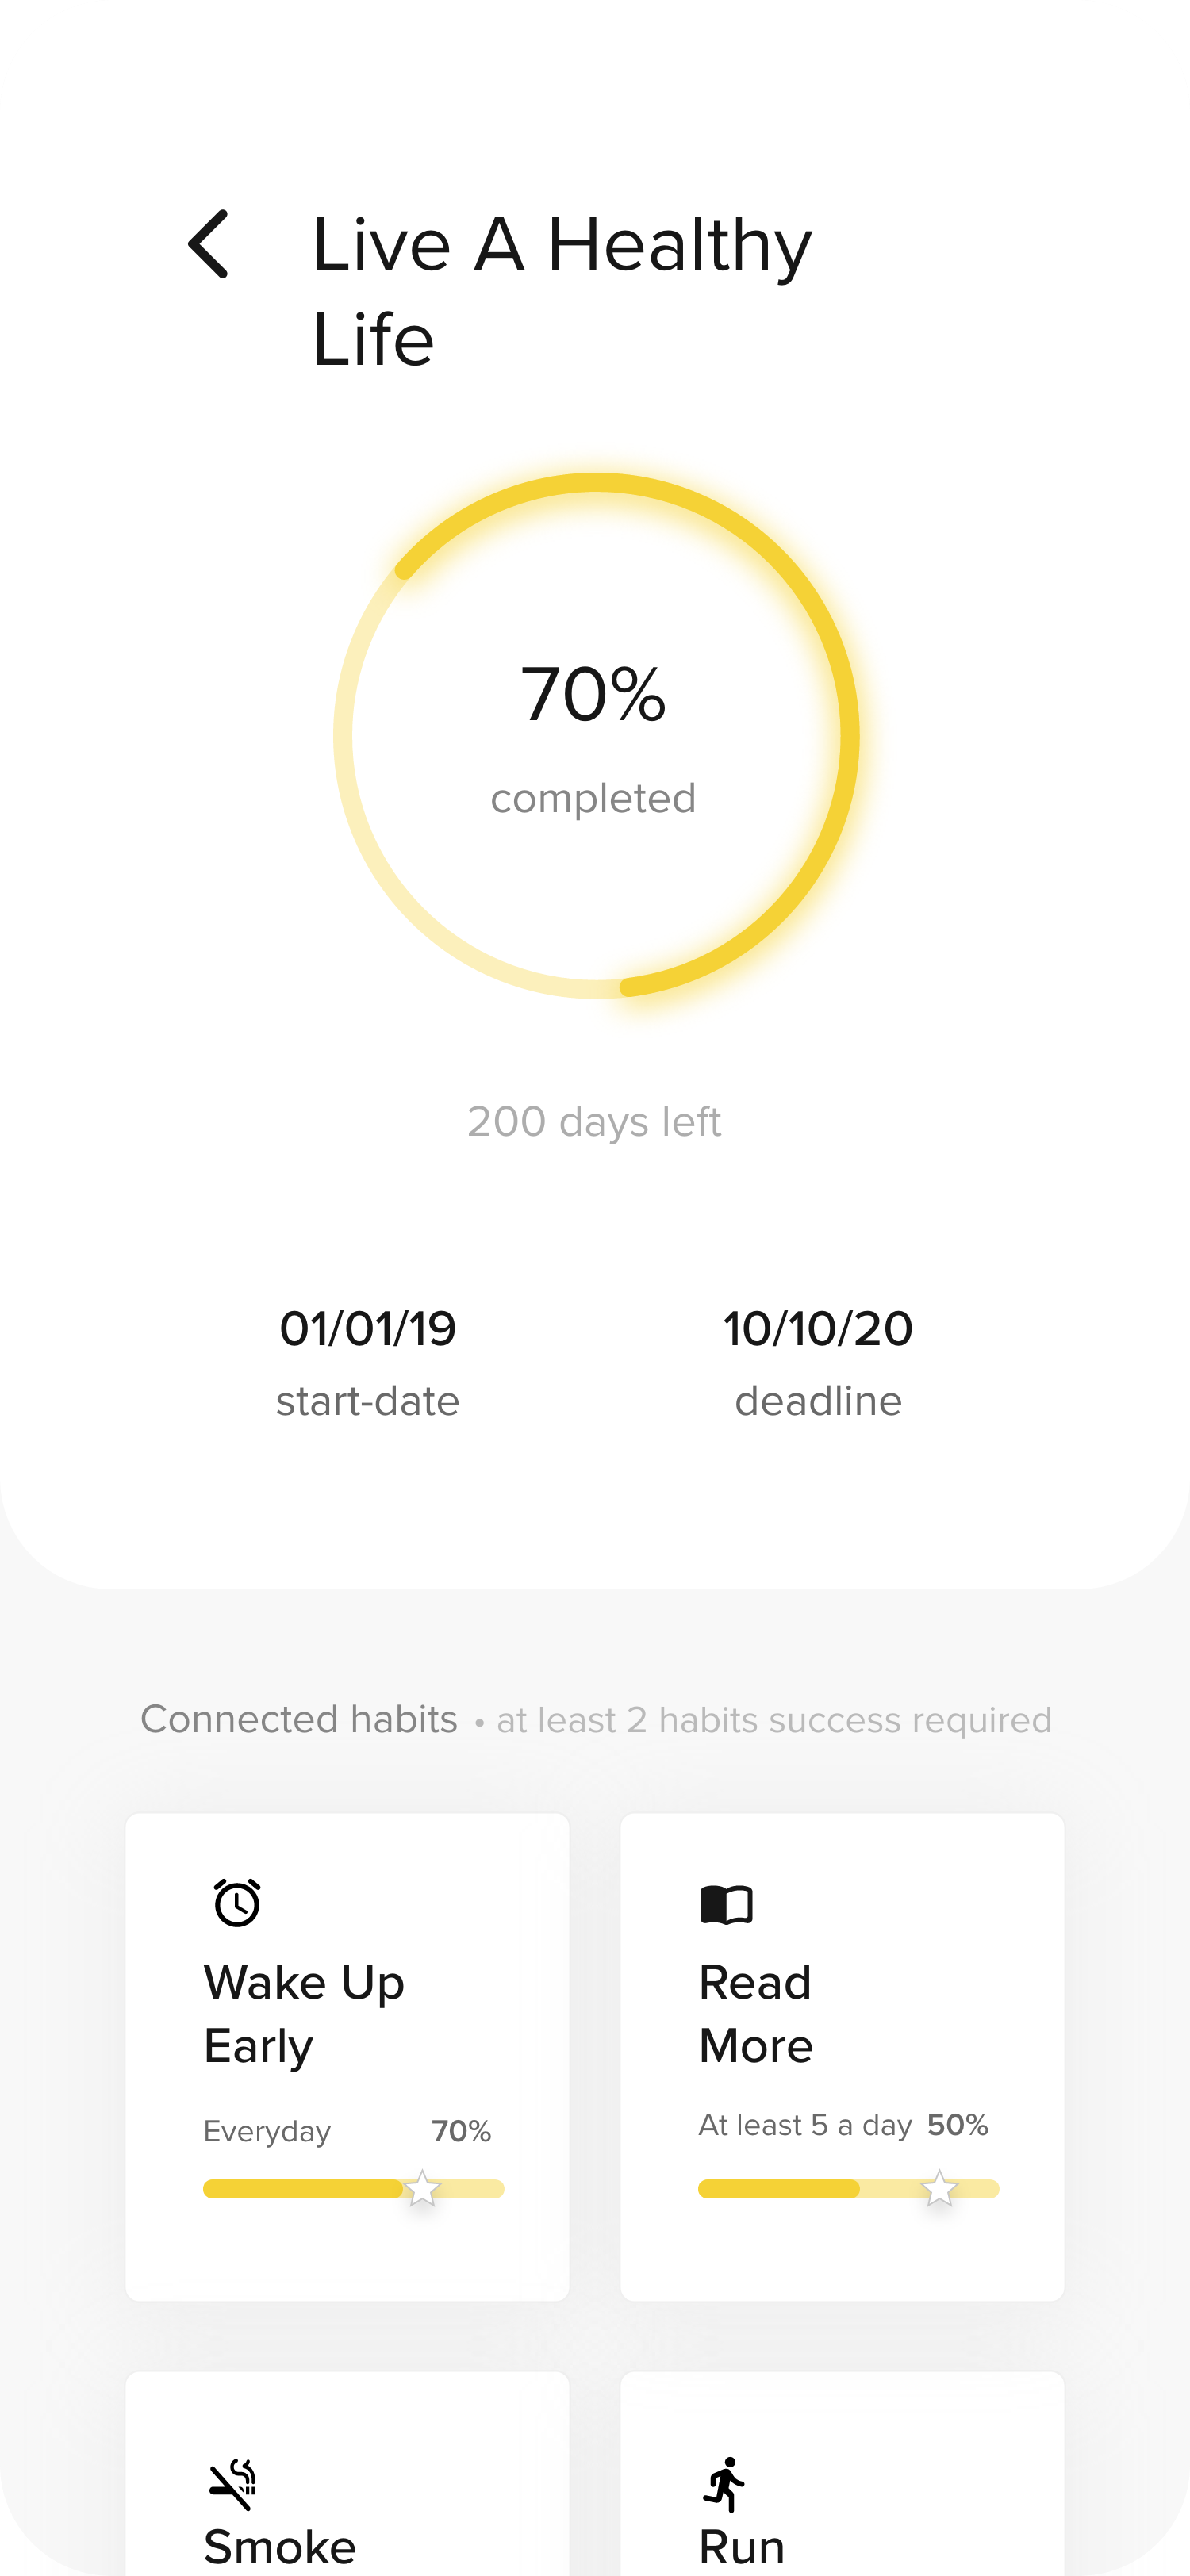 Live A Healthy
Life
70%
completed
200 days left
01/01/19
start-date
10/10/20
deadline
Connected habits • at least 2 habits success required
Wake Up
Early
Everyday 70%
Read
More
At least 5 a day 50%
Smoke
Run